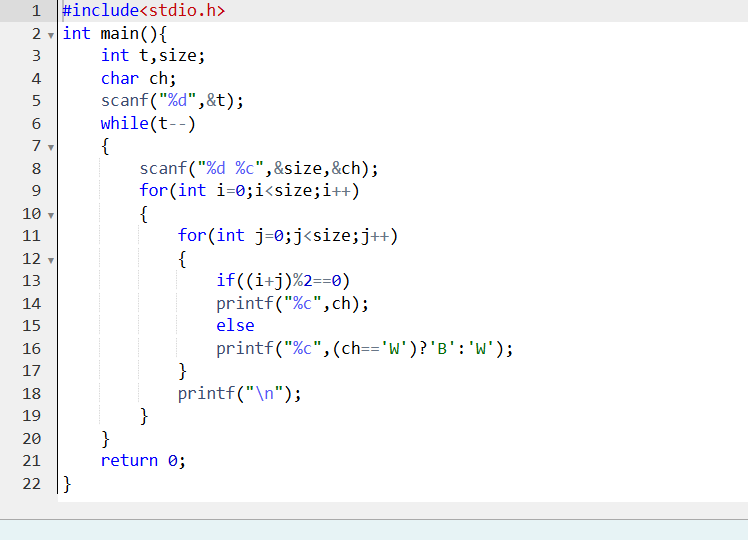 1 #include<stdio.h>
2 int main(){
3     int t,size;
4     char ch;
5     scanf("%d",&t);
6     while(t--)
7     {
8         scanf("%d %c",&size,&ch);
9         for(int i=0;i<size;i++)
10         {
11             for(int j=0;j<size;j++)
12             {
13                 if((i+j)%2==0)
14                 printf("%c",ch);
15                 else
16                 printf("%c",(ch=='W')?'B':'W');
17             }
18             printf("\n");
19         }
20     }
21     return 0;
22 }